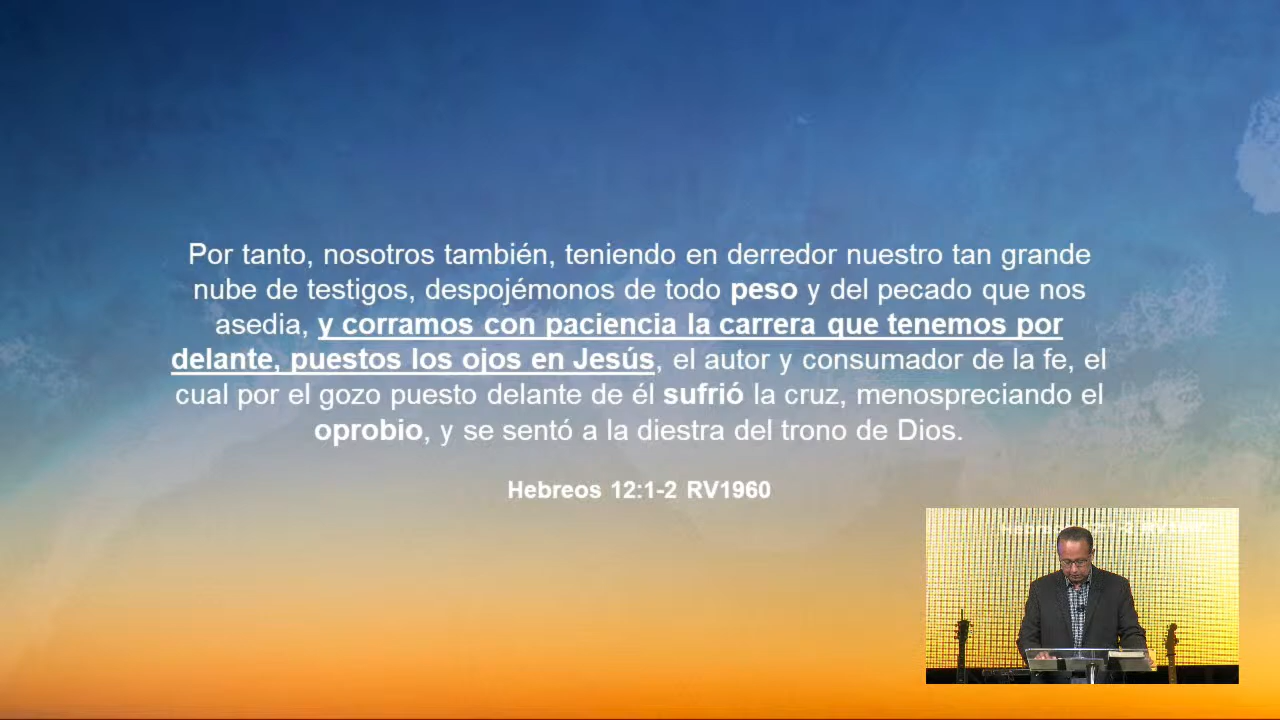 Por tanto, nosotros también, teniendo en derredor nuestro tan grande
nube de testigos, despojémonos de todo peso y del pecado que nos
asedia, y corramos con paciencia la carrera que tenemos por
delante, puestos los ojos en Jesús, el autor y consumador de la fe, el
cual por el gozo puesto delante de él sufrió la cruz, menospreciando el
oprobio, y se sentó a la diestra del trono de Dios.
Hebreos 12:1-2 RV1960